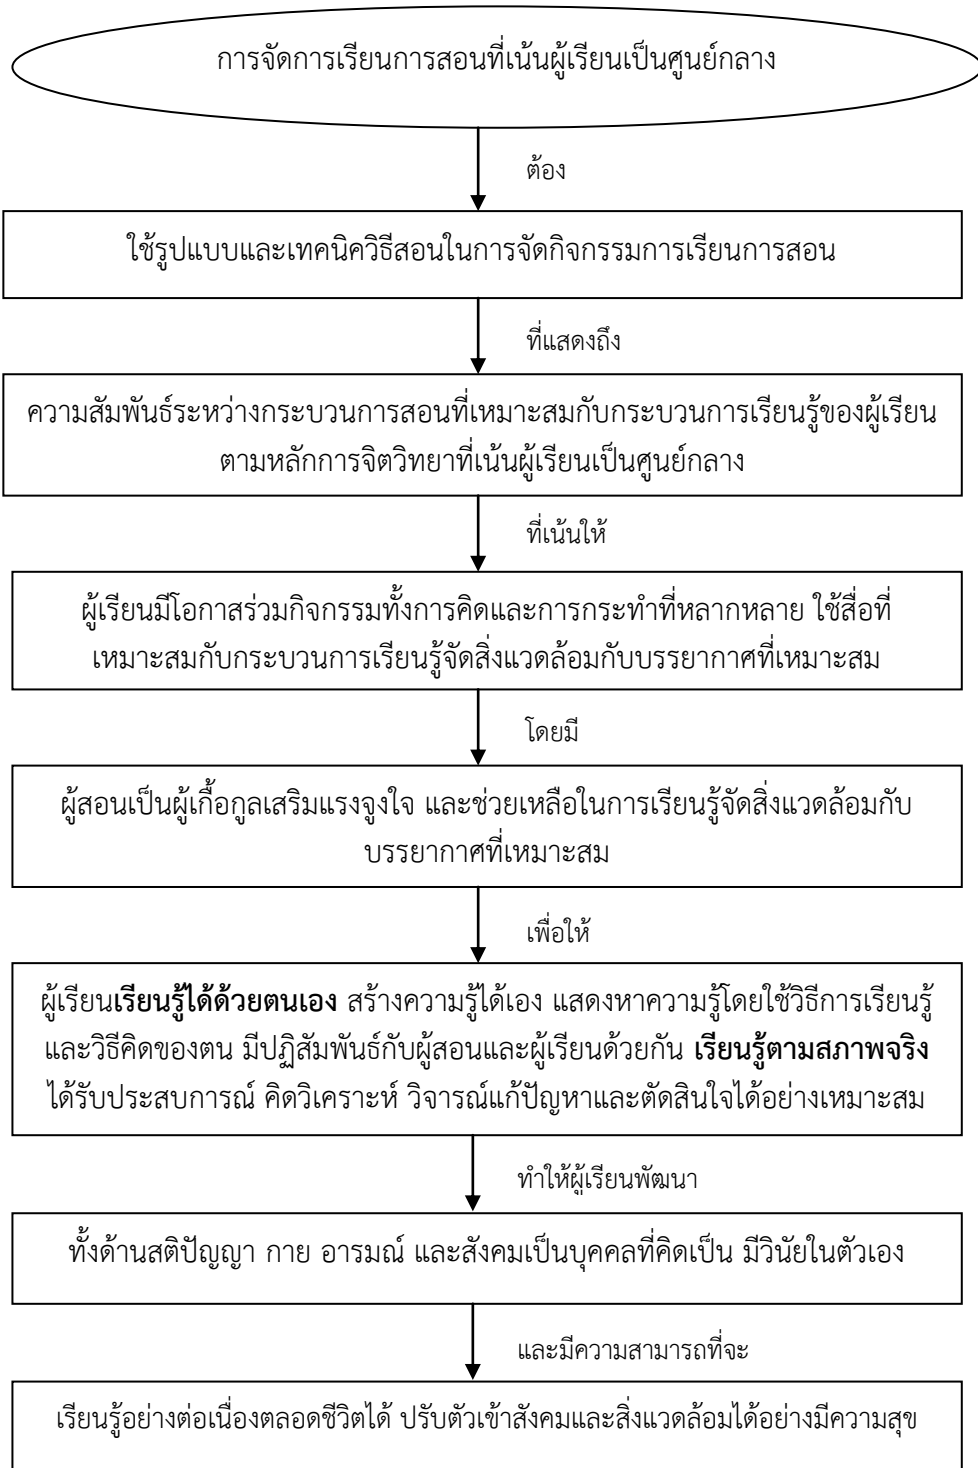 การจัดการเรียนการสอนที่เน้นผู้เรียนเป็นศูนย์กลาง
ต้อง
ใช้รูปแบบและเทคนิควิธีสอนในการจัดกิจกรรมการเรียนการสอน
ที่แสดงถึง
ความสัมพันธ์ระหว่างกระบวนการสอนที่เหมาะสมกับกระบวนการเรียนรู้ของผู้เรียน
ตามหลักการจิตวิทยาที่เน้นผู้เรียนเป็นศูนย์กลาง
ที่เน้นให้
ผู้เรียนมีโอกาสร่วมกิจกรรมทั้งการคิดและการกระทำที่หลากหลาย ใช้สื่อที่
เหมาะสมกับกระบวนการเรียนรู้จัดสิ่งแวดล้อมกับบรรยากาศที่เหมาะสม
โดยมี
ผู้สอนเป็นผู้เกื้อกูลเสริมแรงจูงใจ และช่วยเหลือในการเรียนรู้จัดสิ่งแวดล้อมกับ
บรรยากาศที่เหมาะสม
เพื่อให้
ผู้เรียนเรียนรู้ได้ด้วยตนเอง สร้างความรู้ได้เอง แสดงหาความรู้โดยใช้วิธีการเรียนรู้
และวิธีคิดของตน มีปฏิสัมพันธ์กับผู้สอนและผู้เรียนด้วยกัน เรียนรู้ตามสภาพจริง
ได้รับประสบการณ์ คิดวิเคราะห์ วิจารณ์แก้ปัญหาและตัดสินใจได้อย่างเหมาะสม
ทำให้ผู้เรียนพัฒนา
ทั้งด้านสติปัญญา กาย อารมณ์ และสังคมเป็นบุคคลที่คิดเป็น มีวินัยในตัวเอง
และมีความสามารถที่จะ
เรียนรู้อย่างต่อเนื่องตลอดชีวิตได้ ปรับตัวเข้าสังคมและสิ่งแวดล้อมได้อย่างมีความสุข